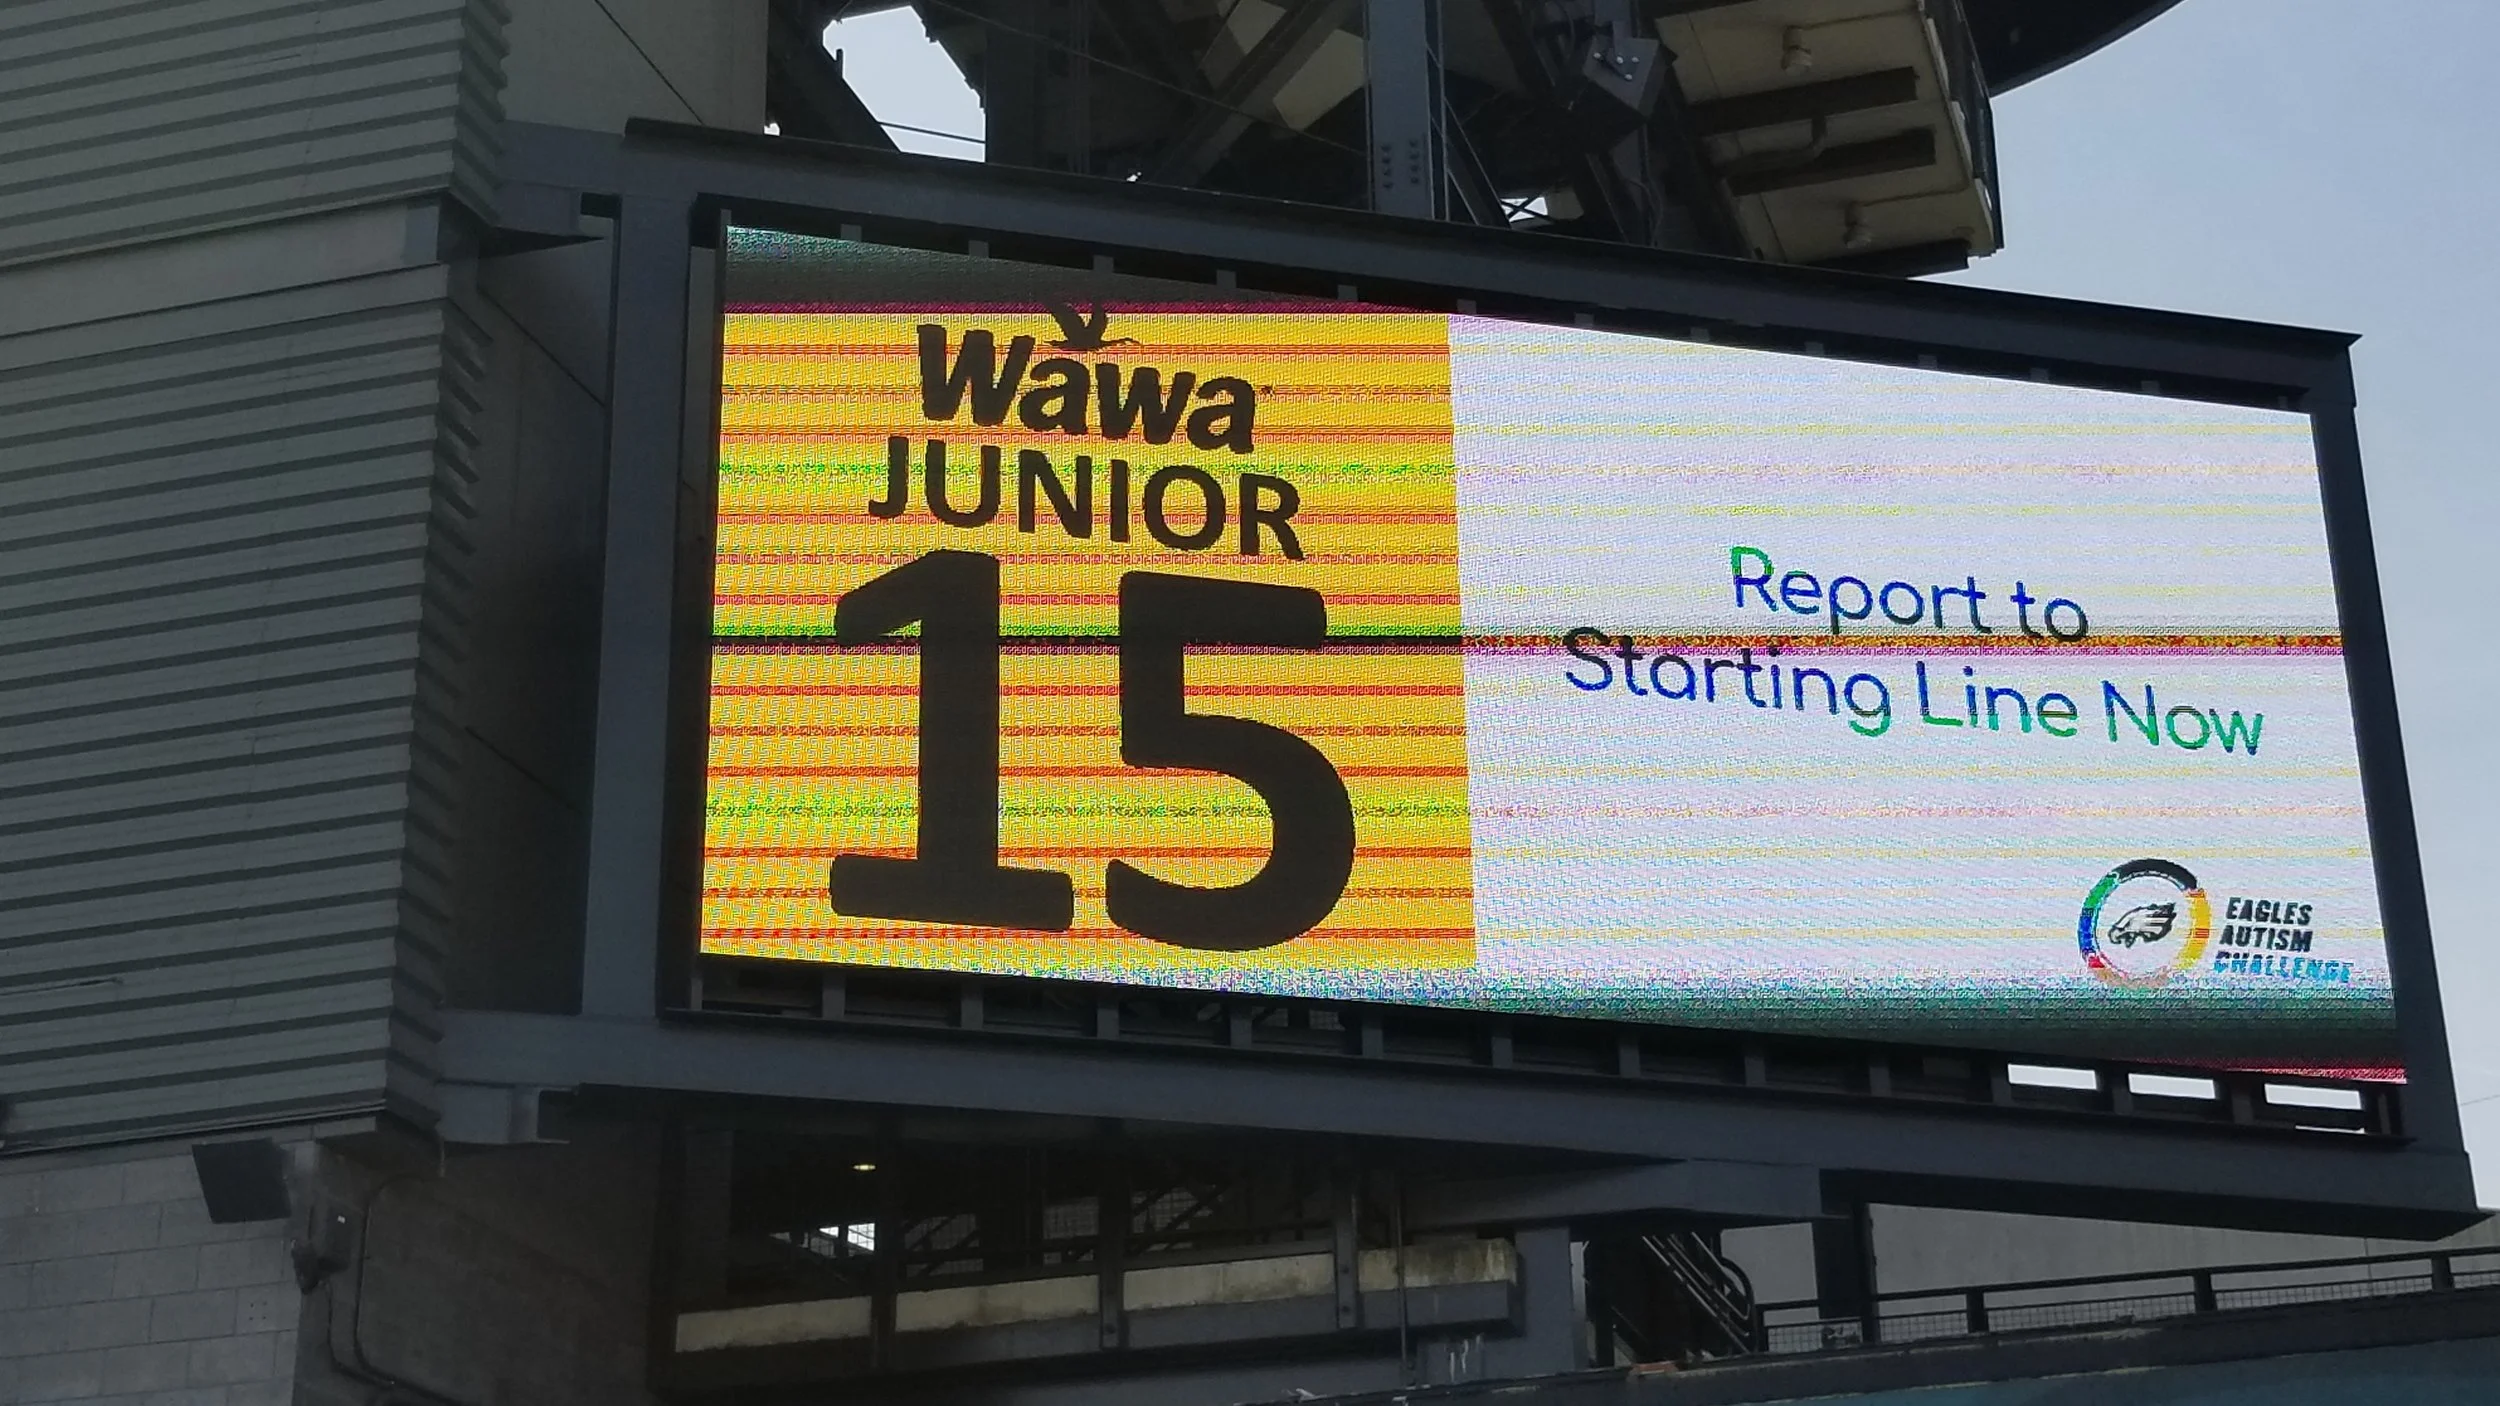 Wawa
JUNIOR
15
Report to
Starting Line Now
EAGLES
AUTISM
CHALLENGE